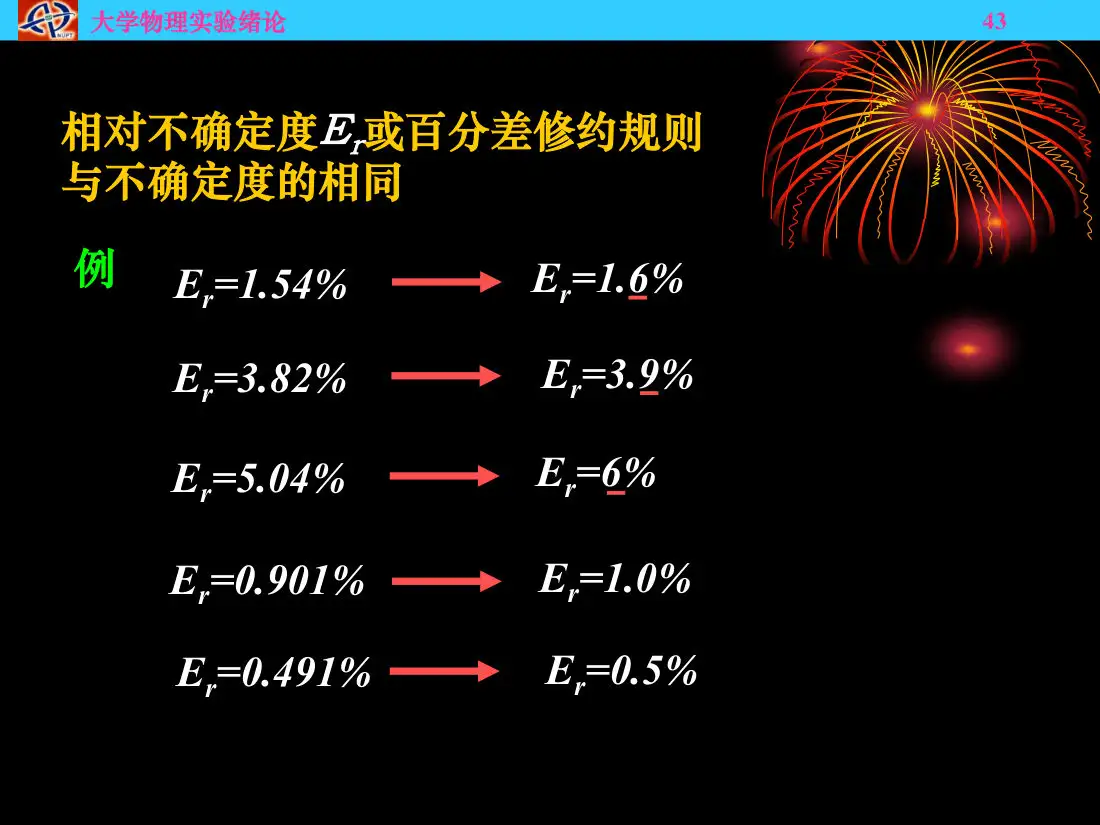 NUPT
大学物理实验绪论 43
相对不确定度Er或百分差修约规则
与不确定度的相同
例
Er=1.54% Er=1.6%
Er=3.82% Er=3.9%
Er=5.04% Er=6%
Er=0.901% Er=1.0%
Er=0.491% Er=0.5%